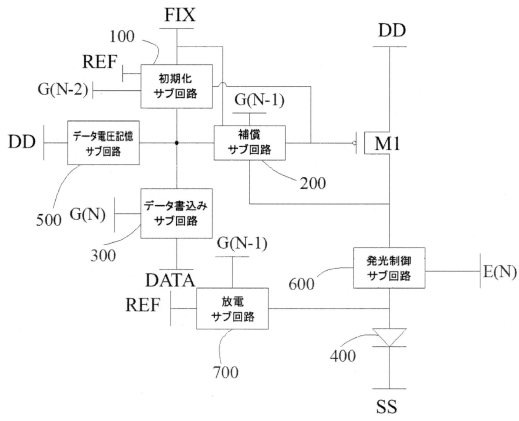 FIX
100
DD
REF
初期化
サブ回路
G(N-2)
G(N-1)
DD
データ電圧記憶
サブ回路
補償
サブ回路
M1
500
200
G(N)
データ書込み
サブ回路
300
G(N-1)
発光制御
サブ回路
600
E(N)
DATA
REF
放電
サブ回路
400
700
SS